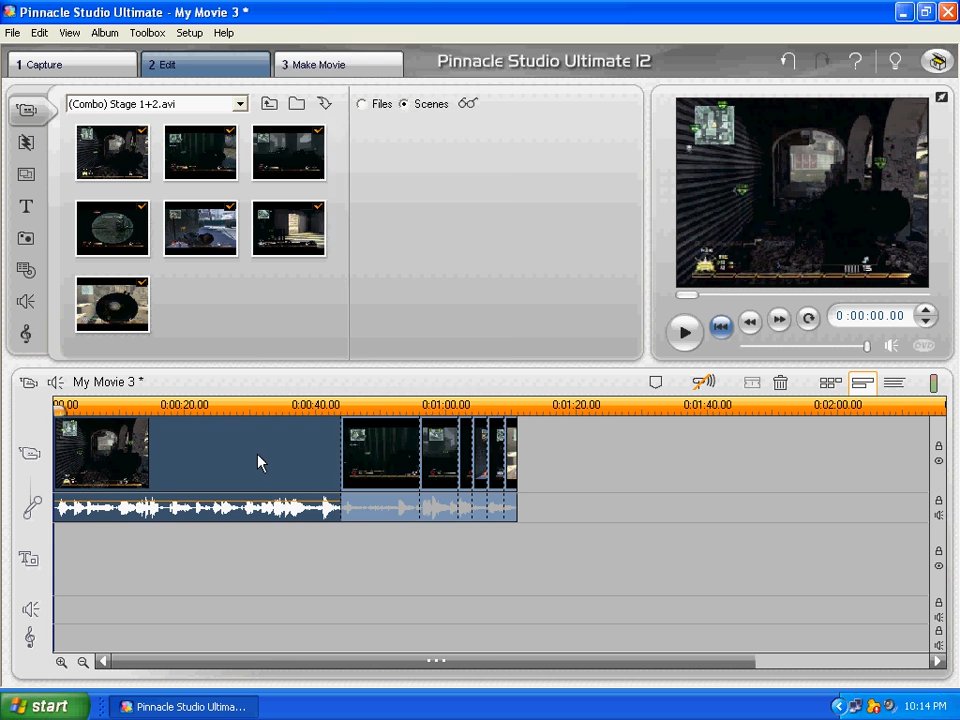 Pinnacle Studio Ultimate - My Movie 3 *
File Edit View Album Toolbox Setup Help
1 Capture
2 Edit
3 Make Movie
Pinnacle Studio Ultimate 12
(Combo) Stage 1+2.avi
Files Scenes
0:00:00.00
DVD
My Movie 3 *
00.00 0:00:20.00 0:00:40.00 0:01:00.00 0:01:20.00 0:01:40.00 0:02:00.00
start
Pinnacle Studio Ultima...
10:14 PM